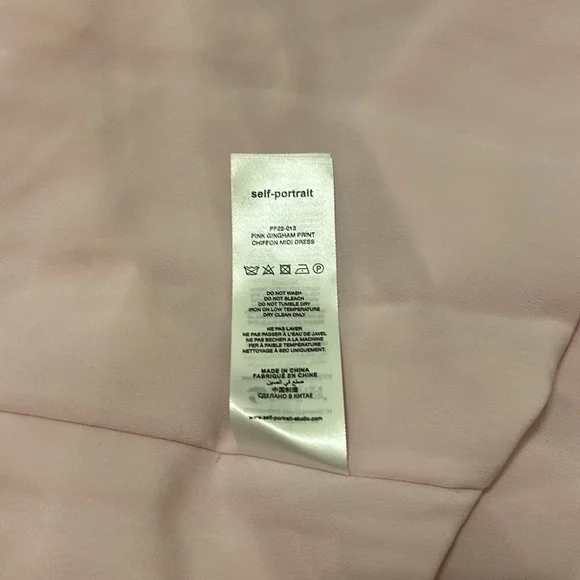 self-portrait
PF22-013
PINK GINGHAM PRINT
CHIFFON MIDI DRESS
DO NOT WASH
DO NOT BLEACH
DO NOT TUMBLE DRY
IRON ON LOW TEMPERATURE
DRY CLEAN ONLY
NE PAS LAVER
NE PAS PASSER À L'EAU DE JAVEL
NE PAS SECHER A LA MACHINE
FER À FAIBLE TEMPÉRATURE
NETTOYAGE À SEC UNIQUEMENT.
MADE IN CHINA
FABRIQUÉ EN CHINE
صنع في الصين
中国制造
СДЕЛАНО В КИТАЕ
www.self-portrait-studio.com